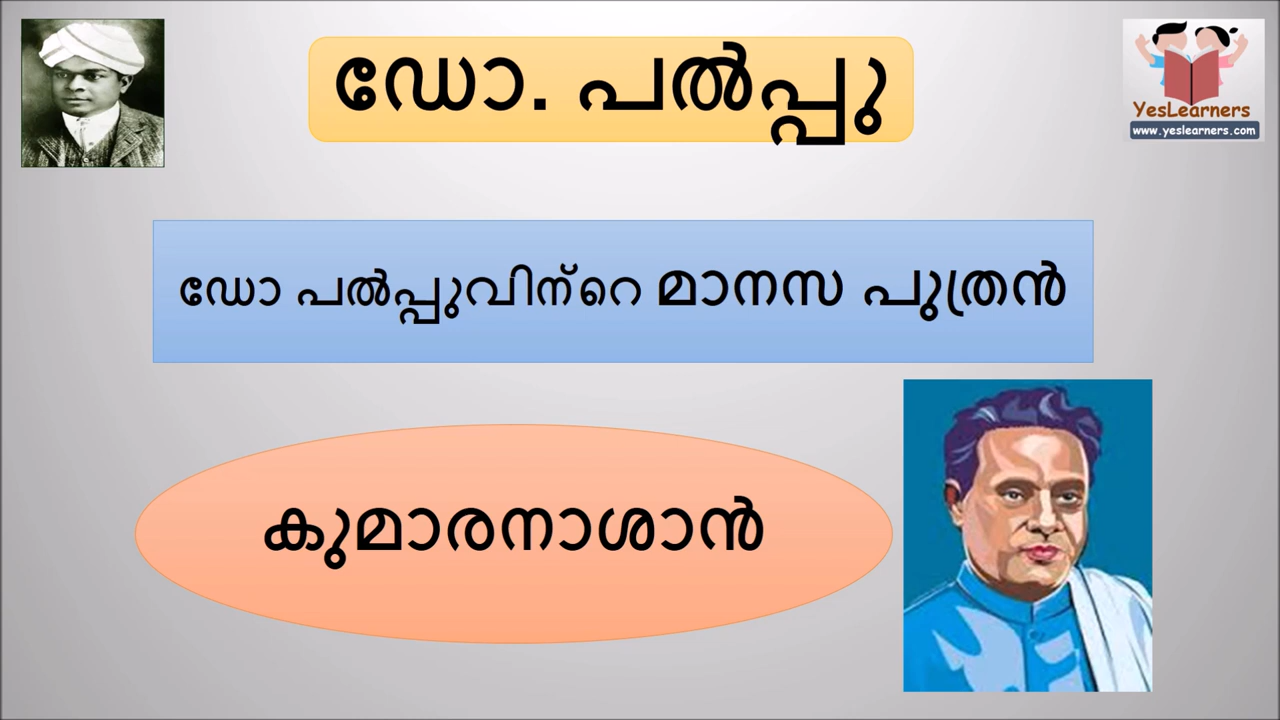 ഡോ. പൽപ്പു
YesLearners
www.yeslearners.com
ഡോ പൽപ്പുവിന്റെ മാനസ പുത്രൻ
കുമാരനാശാൻ